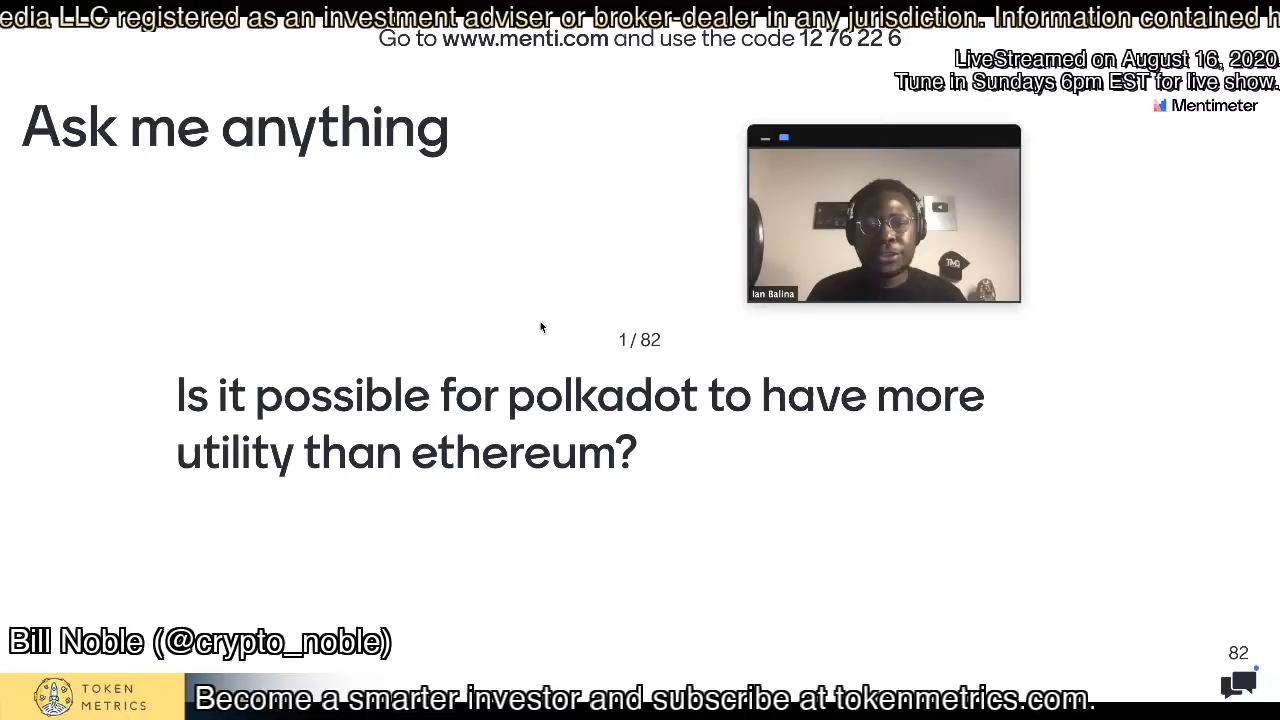 edia LLC registered as an investment adviser or broker-dealer in any jurisdiction. Information contained h
Go to www.menti.com and use the code 12 76 22 6
LiveStreamed on August 16, 2020.
Tune in Sundays 6pm EST for live show.
Mentimeter
Ask me anything
TMG
Ian Balina
1 / 82
Is it possible for polkadot to have more
utility than ethereum?
Bill Noble (@crypto_noble)
82
TOKEN
METRICS
Become a smarter investor and subscribe at tokenmetrics.com.